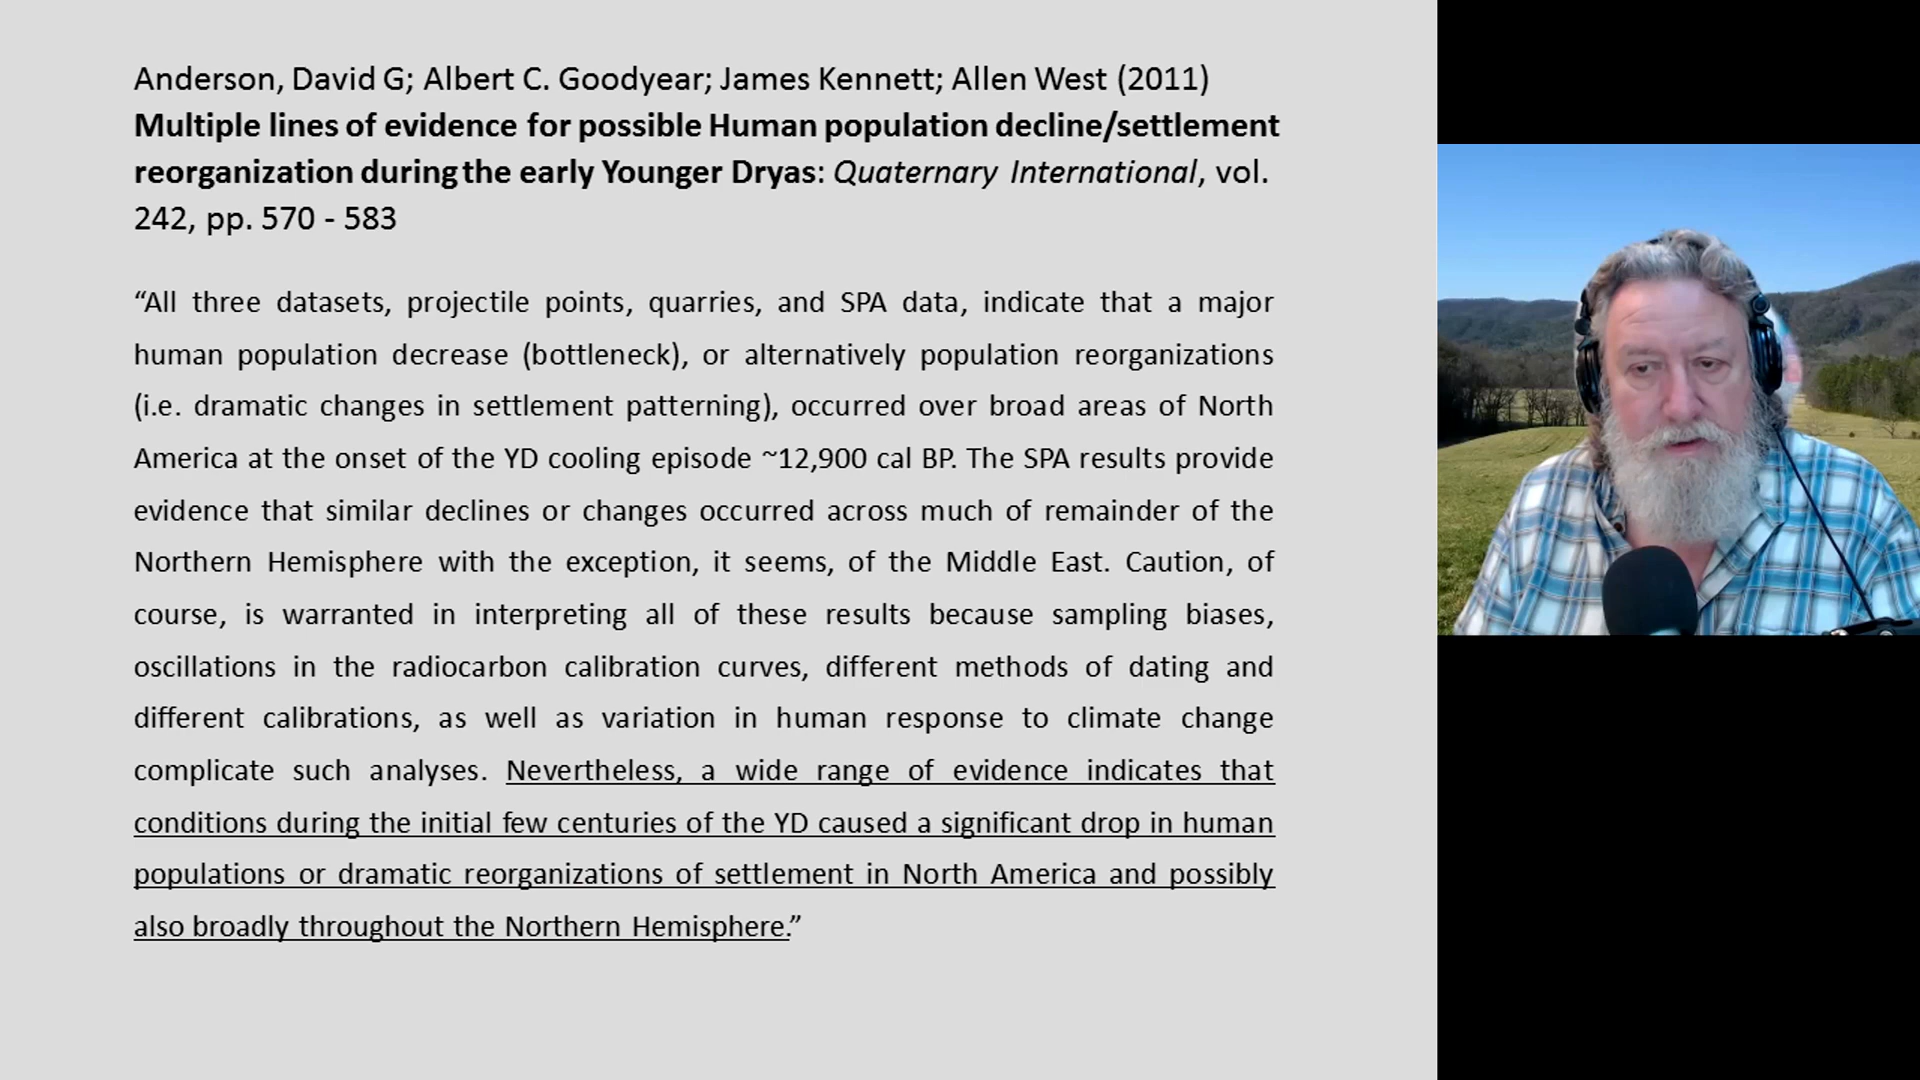 Anderson, David G; Albert C. Goodyear; James Kennett; Allen West (2011)
Multiple lines of evidence for possible Human population decline/settlement
reorganization during the early Younger Dryas: Quaternary International, vol.
242, pp. 570 - 583
“All three datasets, projectile points, quarries, and SPA data, indicate that a major
human population decrease (bottleneck), or alternatively population reorganizations
(i.e. dramatic changes in settlement patterning), occurred over broad areas of North
America at the onset of the YD cooling episode ~12,900 cal BP. The SPA results provide
evidence that similar declines or changes occurred across much of remainder of the
Northern Hemisphere with the exception, it seems, of the Middle East. Caution, of
course, is warranted in interpreting all of these results because sampling biases,
oscillations in the radiocarbon calibration curves, different methods of dating and
different calibrations, as well as variation in human response to climate change
complicate such analyses. Nevertheless, a wide range of evidence indicates that
conditions during the initial few centuries of the YD caused a significant drop in human
populations or dramatic reorganizations of settlement in North America and possibly
also broadly throughout the Northern Hemisphere.”